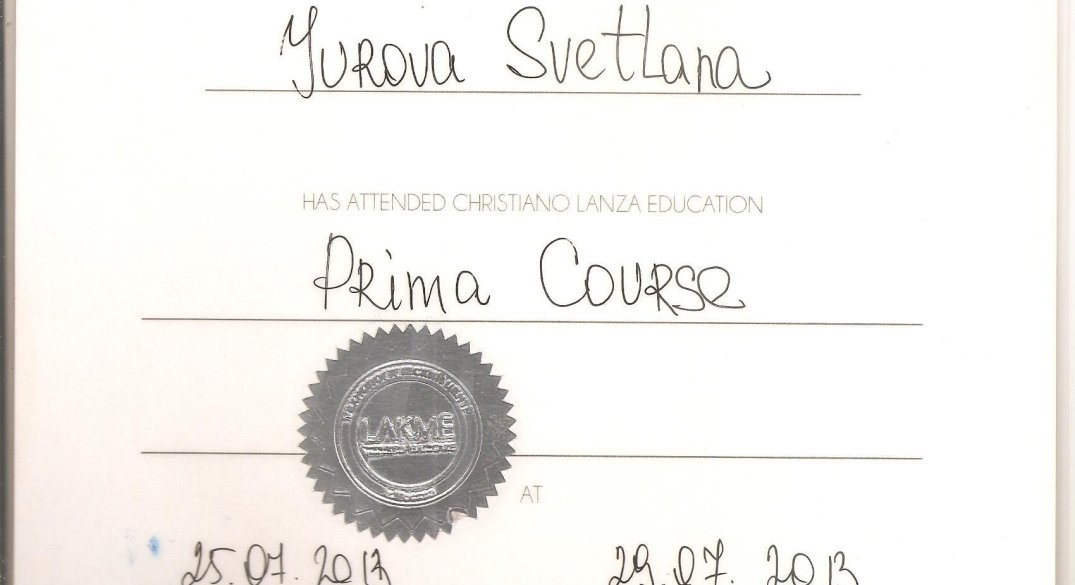 Yurova Svetlana
HAS ATTENDED CHRISTIANO LANZA EDUCATION
Prima Course
LAKME
AT
25.07.2013 29.07.2013